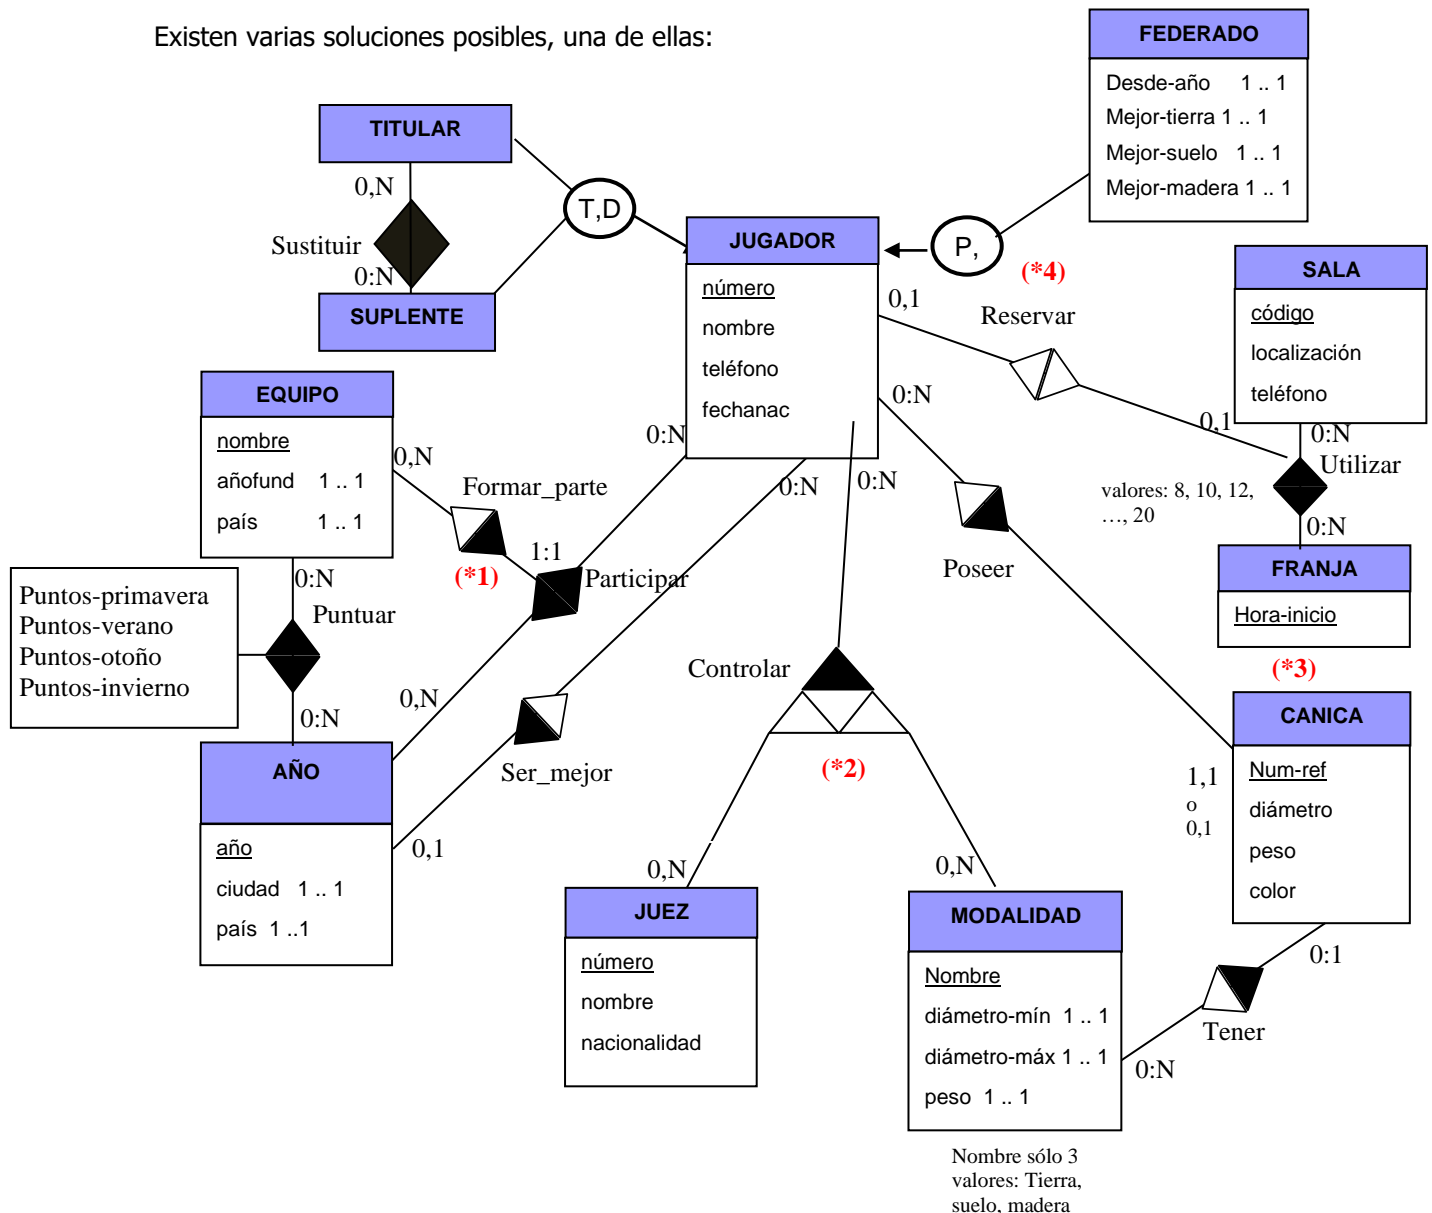 Existen varias soluciones posibles, una de ellas:
FEDERADO
Desde-año 1 .. 1
Mejor-tierra 1 .. 1
Mejor-suelo 1 .. 1
Mejor-madera 1 .. 1
TITULAR
0,N
Sustituir
0:N
SUPLENTE
T,D
P,
(*4)
JUGADOR
número
nombre
teléfono
fechanac
0,1
Reservar
0,1
SALA
código
localización
teléfono
0:N
Utilizar
valores: 8, 10, 12,
…, 20
0:N
FRANJA
Hora-inicio
(*3)
EQUIPO
nombre
añofund 1 .. 1
país 1 .. 1
0,N
Formar_parte
(*1)
1:1
Participar
0:N
0:N
0:N
0:N
Poseer
0:N
Puntuar
Puntos-primavera
Puntos-verano
Puntos-otoño
Puntos-invierno
0:N
0,N
Controlar
(*2)
Ser_mejor
0,1
AÑO
año
ciudad 1 .. 1
país 1 ..1
0,N
JUEZ
número
nombre
nacionalidad
0,N
MODALIDAD
Nombre
diámetro-mín 1 .. 1
diámetro-máx 1 .. 1
peso 1 .. 1
Nombre sólo 3
valores: Tierra,
suelo, madera
1,1
o
0,1
CANICA
Num-ref
diámetro
peso
color
0:1
Tener
0:N